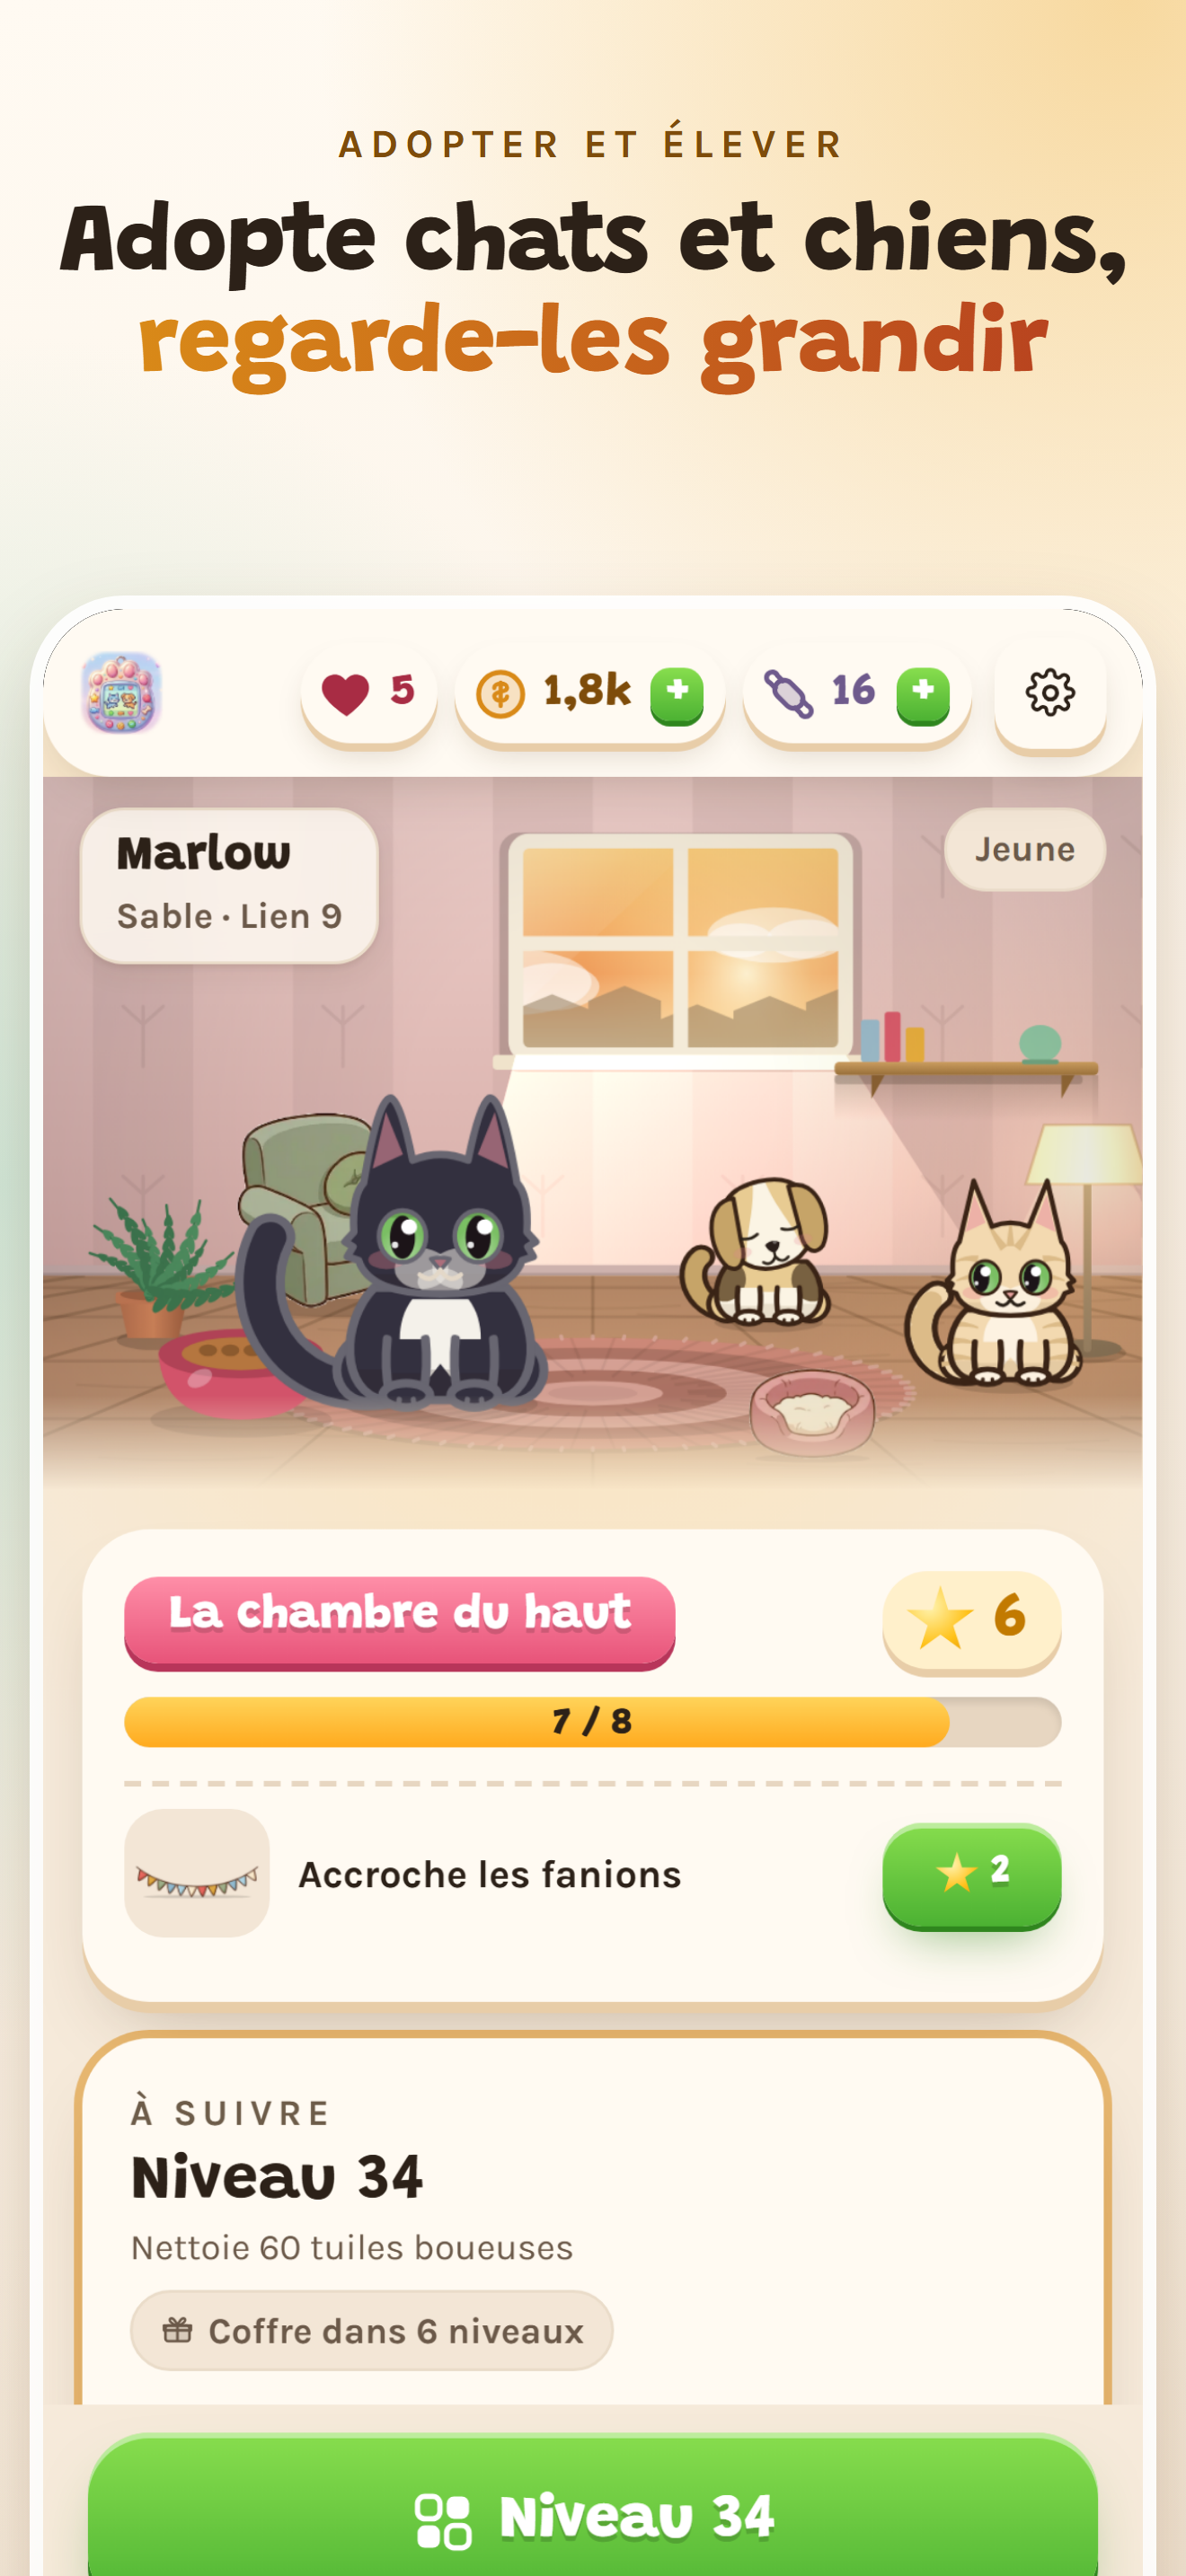 ADOPTER ET ÉLEVER
Adopte chats et chiens,
regarde-les grandir
5
1,8k
+
16
+
Marlow
Sable · Lien 9
Jeune
La chambre du haut
6
7 / 8
Accroche les fanions
2
À SUIVRE
Niveau 34
Nettoie 60 tuiles boueuses
Coffre dans 6 niveaux
Niveau 34